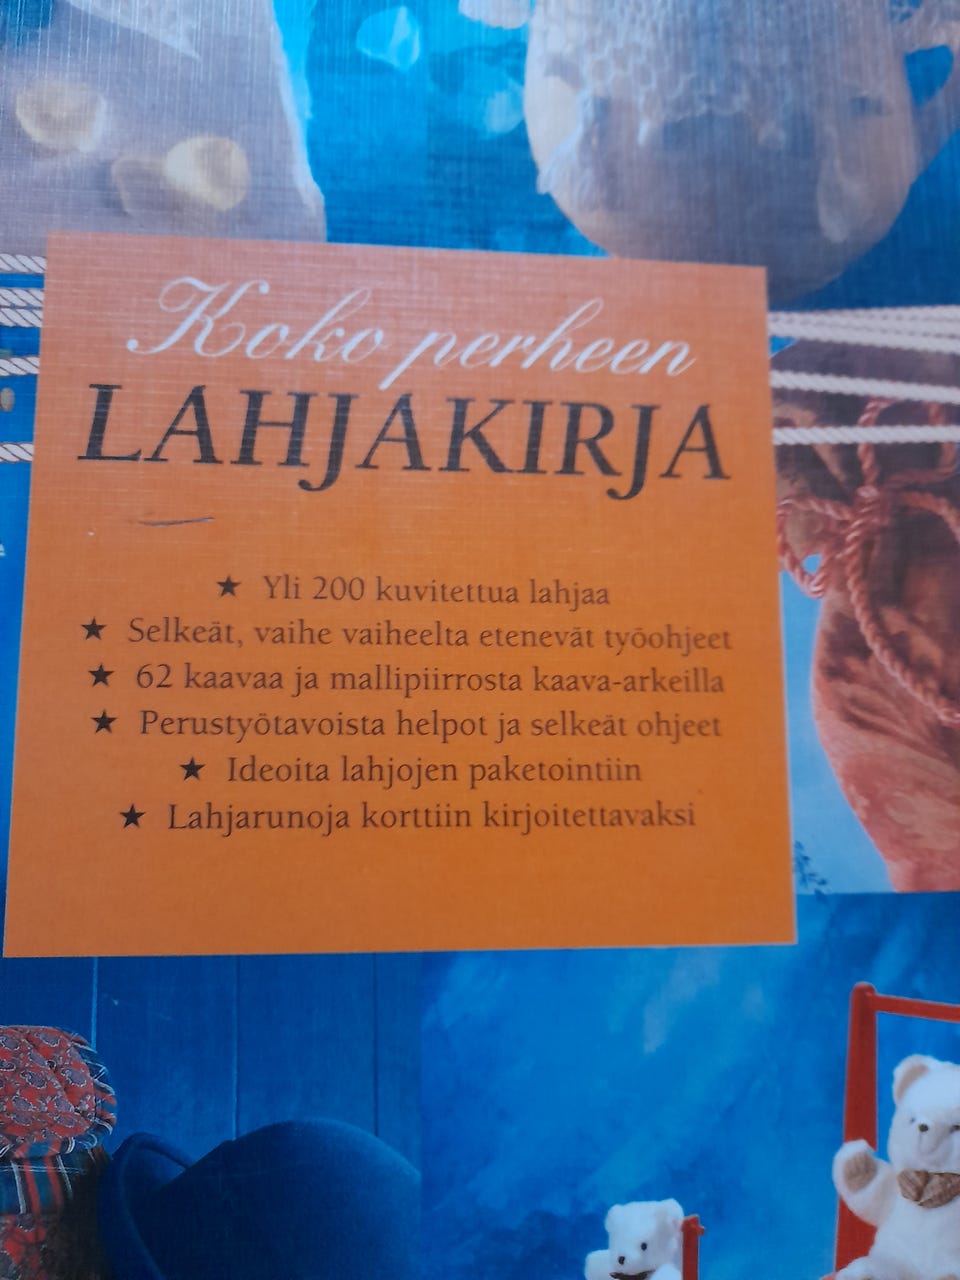 Koko perheen
LAHJAKIRJA
★ Yli 200 kuvitettua lahjaa
★ Selkeät, vaihe vaiheelta etenevät työohjeet
★ 62 kaavaa ja mallipiirrosta kaava-arkeilla
★ Perustyötavoista helpot ja selkeät ohjeet
★ Ideoita lahjojen paketointiin
★ Lahjarunoja korttiin kirjoitettavaksi